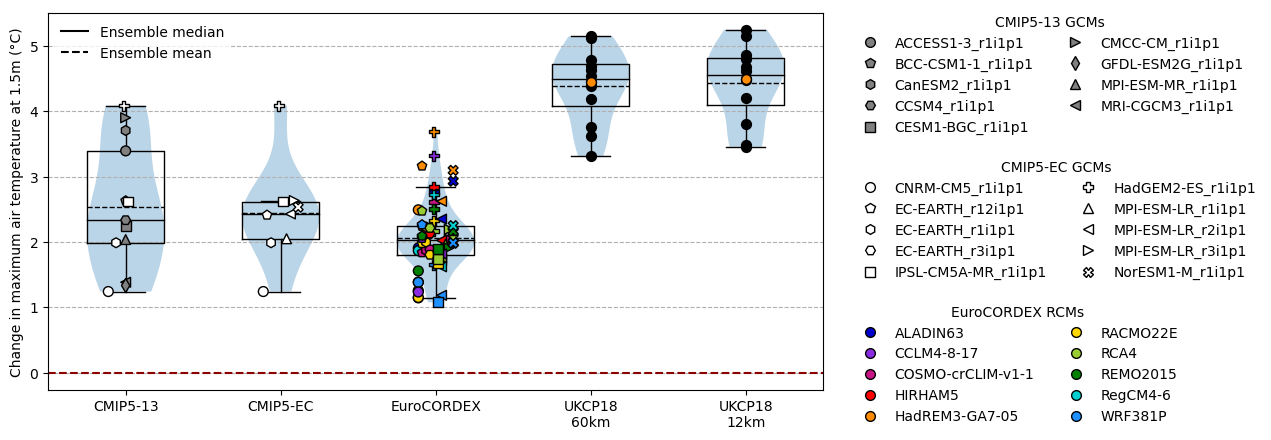 Change in maximum air temperature at 1.5m (°C)
5
4
3
2
1
0
Ensemble median
Ensemble mean
CMIP5-13
CMIP5-EC
EuroCORDEX
UKCP18
60km
UKCP18
12km
CMIP5-13 GCMs
ACCESS1-3_r1i1p1
BCC-CSM1-1_r1i1p1
CanESM2_r1i1p1
CCSM4_r1i1p1
CESM1-BGC_r1i1p1
CMCC-CM_r1i1p1
GFDL-ESM2G_r1i1p1
MPI-ESM-MR_r1i1p1
MRI-CGCM3_r1i1p1
CMIP5-EC GCMs
CNRM-CM5_r1i1p1
EC-EARTH_r12i1p1
EC-EARTH_r1i1p1
EC-EARTH_r3i1p1
IPSL-CM5A-MR_r1i1p1
HadGEM2-ES_r1i1p1
MPI-ESM-LR_r1i1p1
MPI-ESM-LR_r2i1p1
MPI-ESM-LR_r3i1p1
NorESM1-M_r1i1p1
EuroCORDEX RCMs
ALADIN63
CCLM4-8-17
COSMO-crCLIM-v1-1
HIRHAM5
HadREM3-GA7-05
RACMO22E
RCA4
REMO2015
RegCM4-6
WRF381P